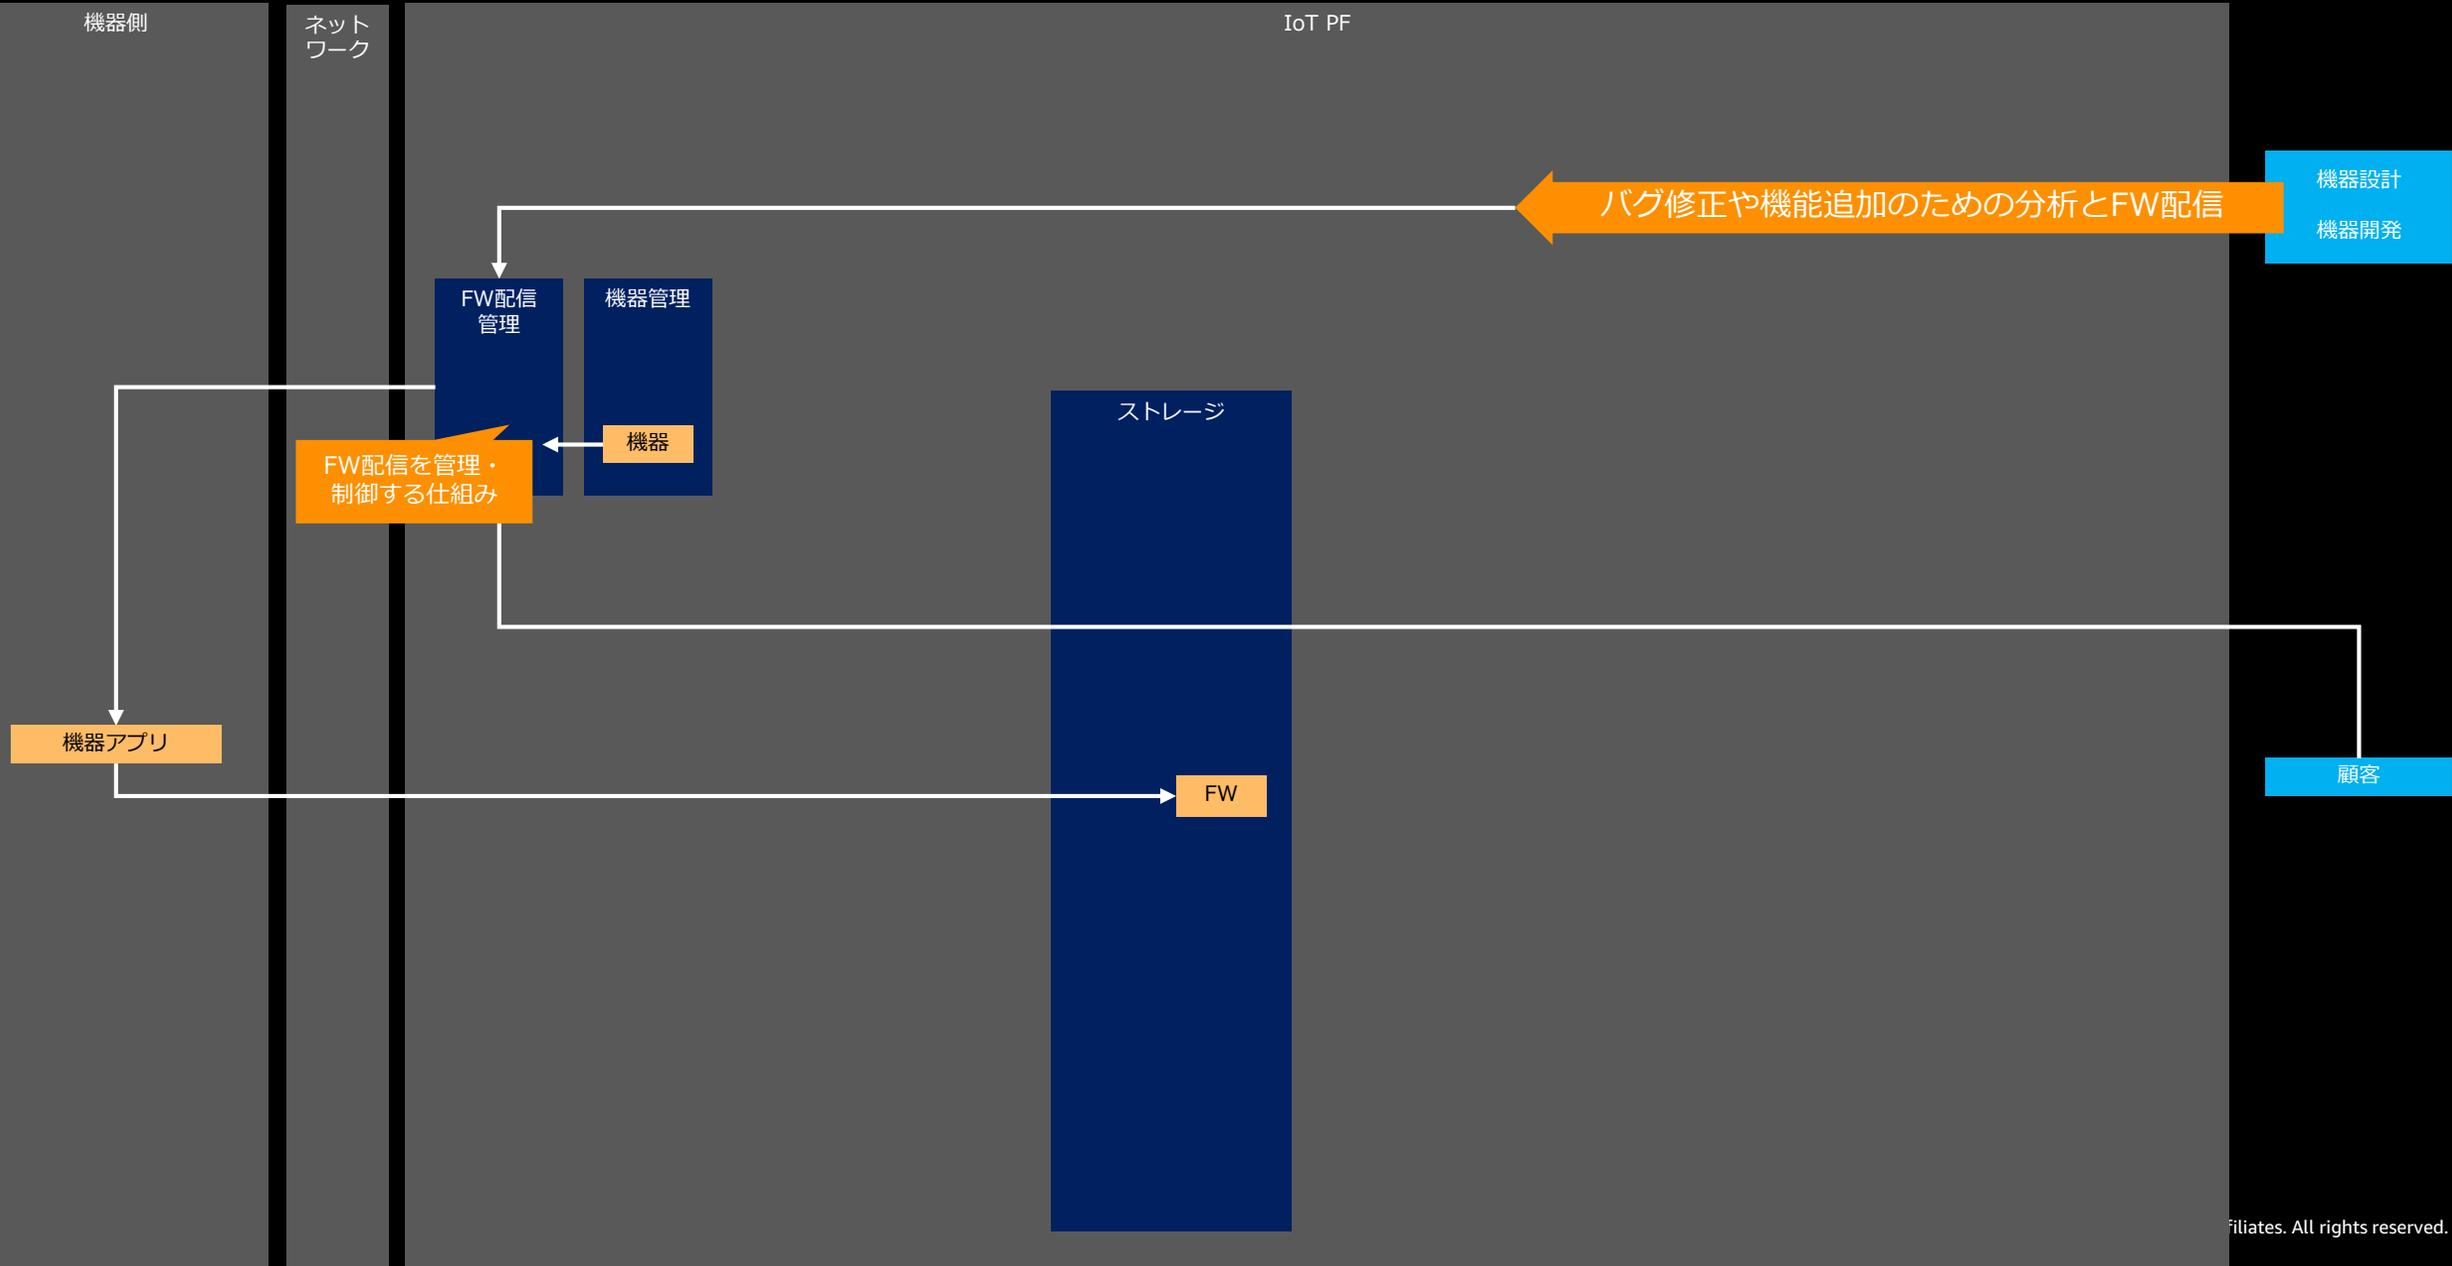 機器側
ネット
ワーク
IoT PF
機器設計
バグ修正や機能追加のための分析とFW配信
機器開発
FW配信
管理
機器管理
ストレージ
機器
FW配信を管理・
制御する仕組み
機器アプリ
顧客
FW
filiates. All rights reserved.